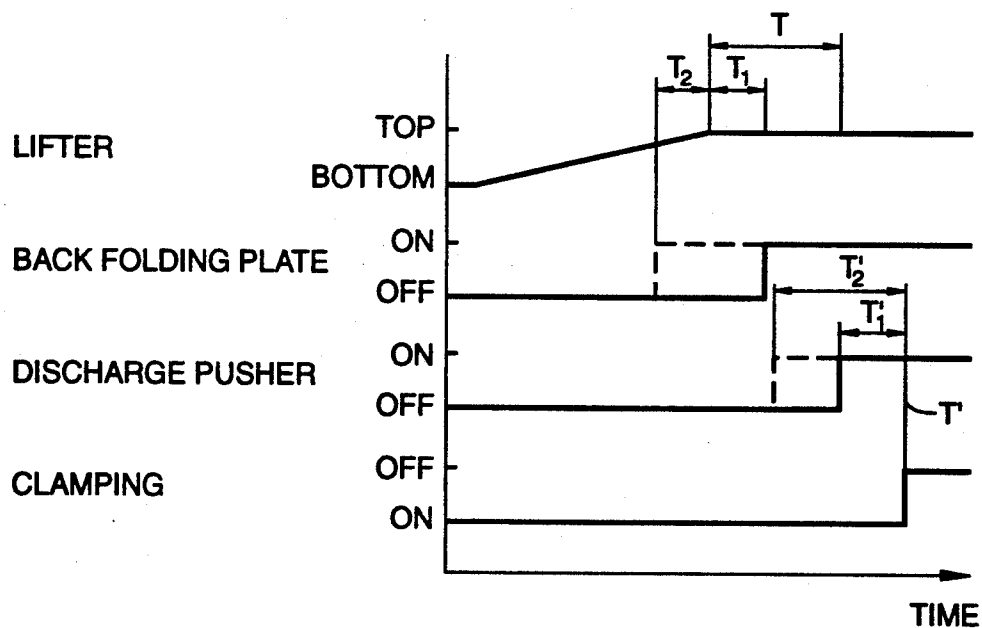 T
T₂ T₁
LIFTER
TOP
BOTTOM
BACK FOLDING PLATE
ON
OFF
T'₂
T'₁
DISCHARGE PUSHER
ON
OFF
T'
CLAMPING
OFF
ON
TIME